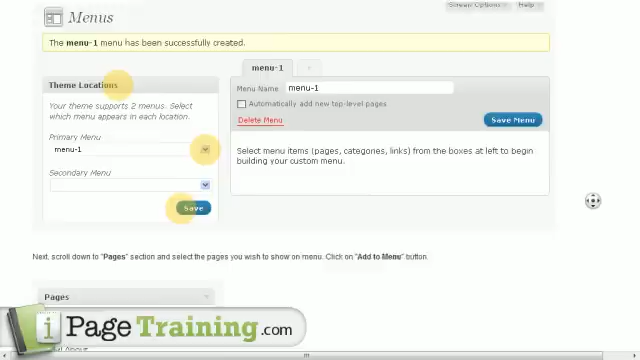 Screen Options
Help
Menus
The menu-1 menu has been successfully created.
Theme Locations
Your theme supports 2 menus. Select
which menu appears in each location.
Primary Menu
menu-1
Secondary Menu
Save
menu-1
+
Menu Name
menu-1
Automatically add new top-level pages
Delete Menu
Save Menu
Select menu items (pages, categories, links) from the boxes at left to begin
building your custom menu.
Next, scroll down to "Pages" section and select the pages you wish to show on menu. Click on "Add to Menu" button.
Pages
i PageTraining.com
About